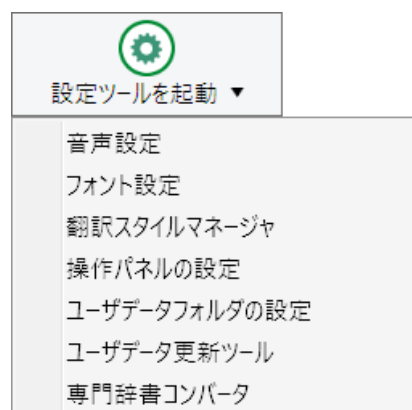 設定ツールを起動 ▼
音声設定
フォント設定
翻訳スタイルマネージャ
操作パネルの設定
ユーザデータフォルダの設定
ユーザデータ更新ツール
専門辞書コンバータ